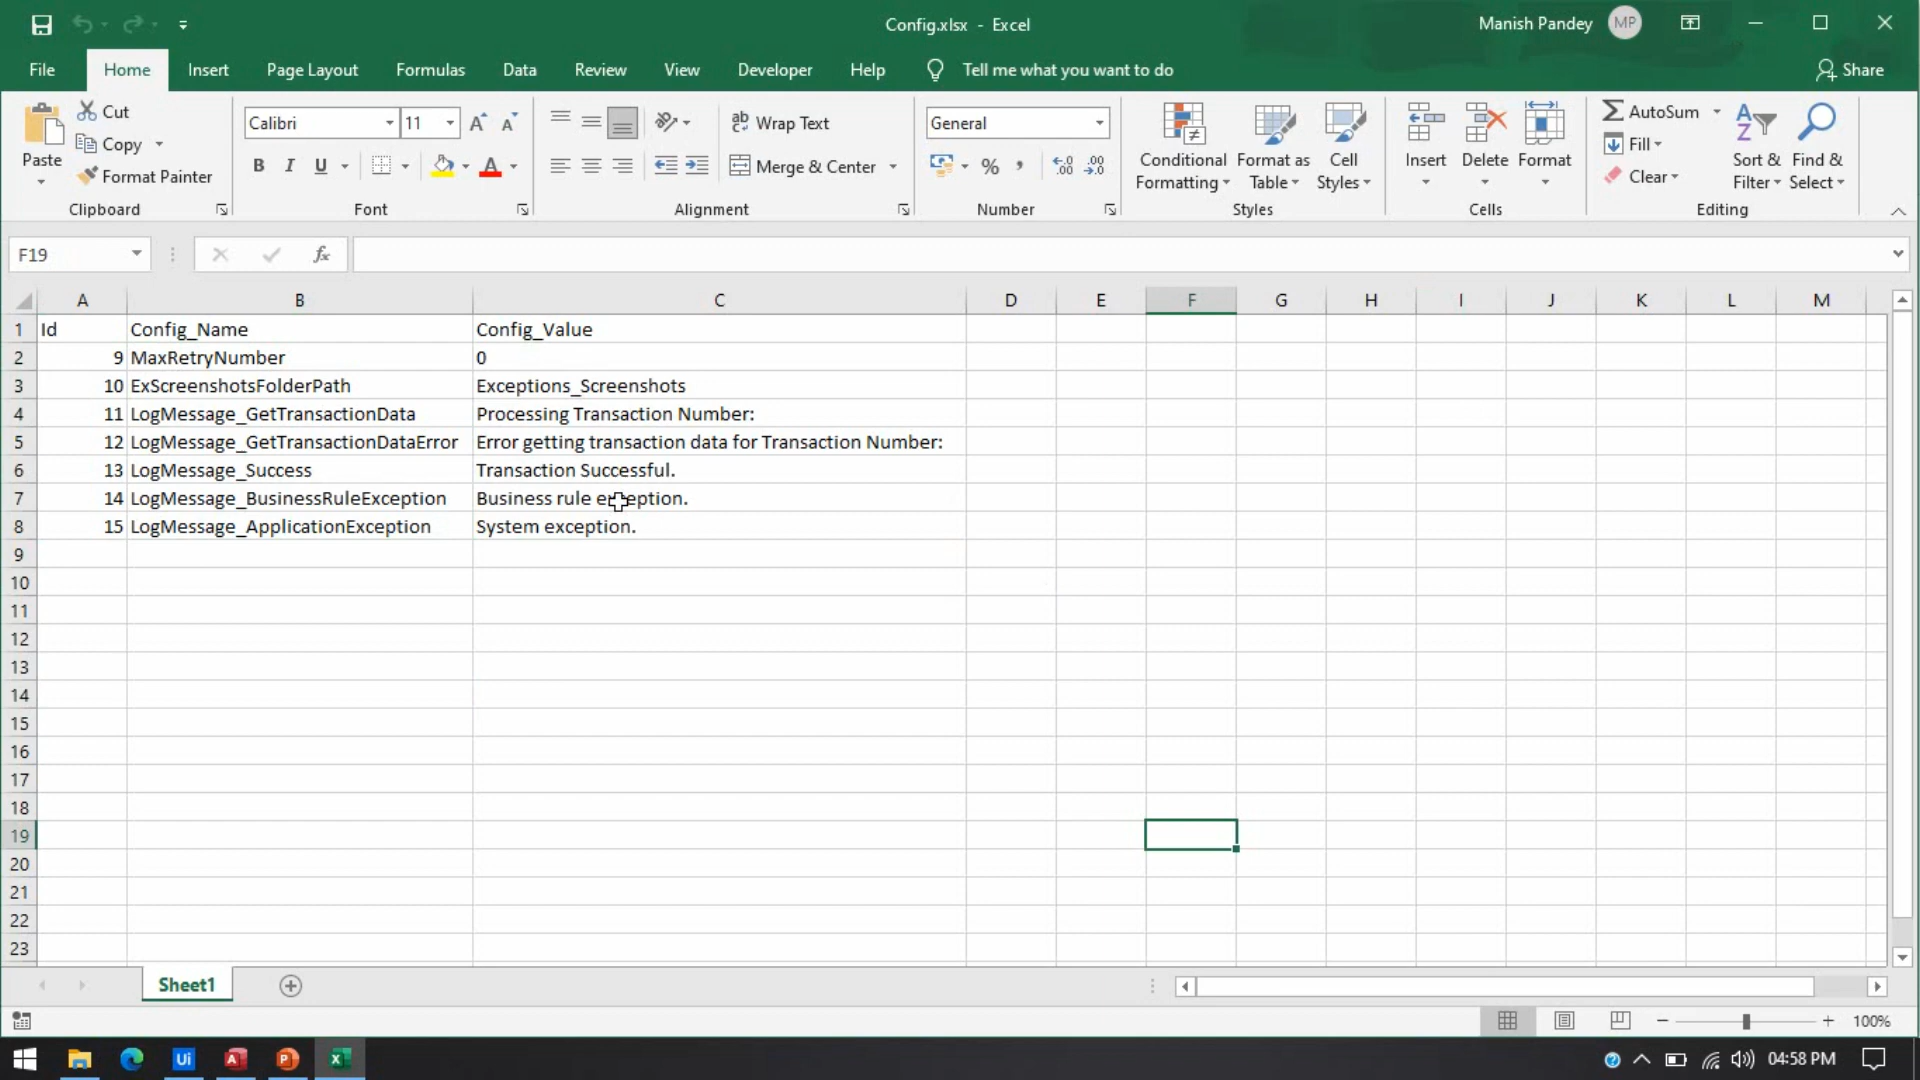 Config.xlsx - Excel
Manish Pandey MP
File Home Insert Page Layout Formulas Data Review View Developer Help Tell me what you want to do Share
Paste
Cut
Copy
Format Painter
Clipboard
Calibri 11 A A
B I U A
Font
ab Wrap Text
Merge & Center
Alignment
General
% , .0 .00
Number
Conditional Formatting
Format as Table
Cell Styles
Styles
Insert Delete Format
Cells
AutoSum
Fill
Clear
Sort & Filter
Find & Select
Editing
F19 fx
A B C D E F G H I J K L M
1 Id Config_Name Config_Value
2 9 MaxRetryNumber 0
3 10 ExScreenshotsFolderPath Exceptions_Screenshots
4 11 LogMessage_GetTransactionData Processing Transaction Number:
5 12 LogMessage_GetTransactionDataError Error getting transaction data for Transaction Number:
6 13 LogMessage_Success Transaction Successful.
7 14 LogMessage_BusinessRuleException Business rule exception.
8 15 LogMessage_ApplicationException System exception.
9
10
11
12
13
14
15
16
17
18
19
20
21
22
23
Sheet1
100%
Ui A P X 04:58 PM